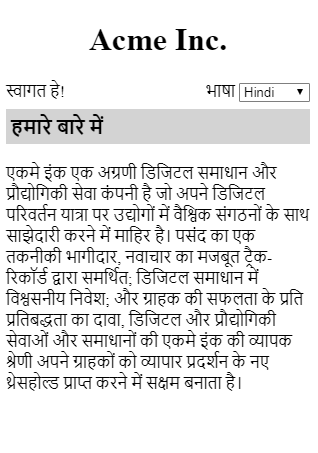 Acme Inc.
स्वागत हे!
भाषा Hindi
हमारे बारे में
एकमे इंक एक अग्रणी डिजिटल समाधान और
प्रौद्योगिकी सेवा कंपनी है जो अपने डिजिटल
परिवर्तन यात्रा पर उद्योगों में वैश्विक संगठनों के साथ
साझेदारी करने में माहिर है। पसंद का एक
तकनीकी भागीदार, नवाचार का मजबूत ट्रैक-
रिकॉर्ड द्वारा समर्थित; डिजिटल समाधान में
विश्वसनीय निवेश; और ग्राहक की सफलता के प्रति
प्रतिबद्धता का दावा, डिजिटल और प्रौद्योगिकी
सेवाओं और समाधानों की एकमे इंक की व्यापक
श्रेणी अपने ग्राहकों को व्यापार प्रदर्शन के नए
थ्रेसहोल्ड प्राप्त करने में सक्षम बनाता है।